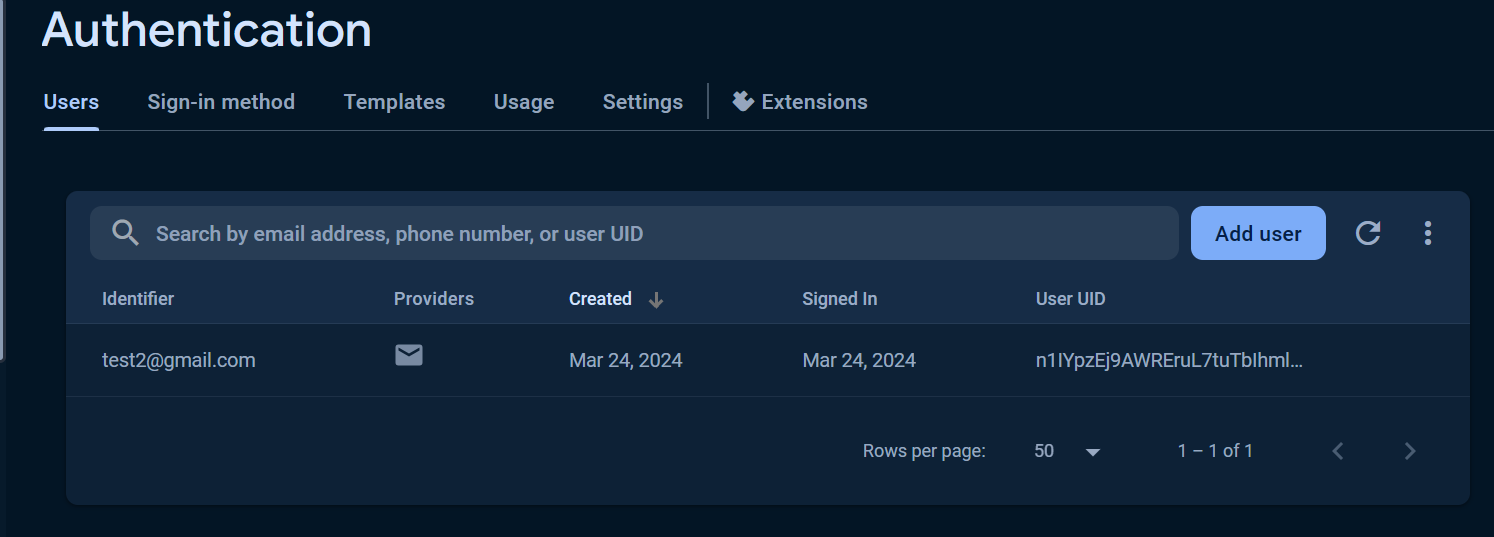 Authentication
Users Sign-in method Templates Usage Settings Extensions
Search by email address, phone number, or user UID Add user
Identifier Providers Created Signed In User UID
test2@gmail.com Mar 24, 2024 Mar 24, 2024 n1IYpzEj9AWREruL7tuTbIhml...
Rows per page: 50 1 – 1 of 1